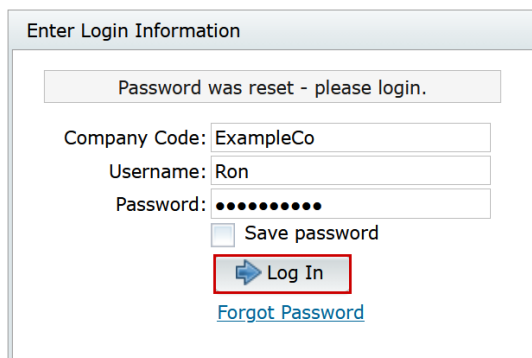 Enter Login Information
Password was reset - please login.
Company Code: ExampleCo
Username: Ron
Password: ●●●●●●●●●●
Save password
Log In
Forgot Password